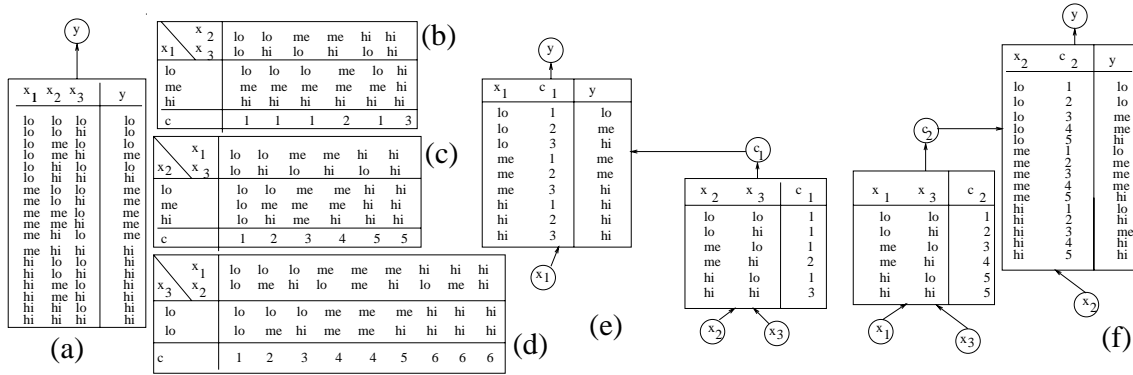 y
x1 x2 x3 y
lo lo lo lo
lo lo hi lo
lo me lo lo
lo me hi me
lo hi lo lo
lo hi hi hi
me lo lo me
me lo hi me
me me lo me
me me hi me
me hi lo me
me hi hi hi
hi lo lo hi
hi lo hi hi
hi me lo hi
hi me hi hi
hi hi lo hi
hi hi hi hi
(a)
x2 lo lo me me hi hi
x1 x3 lo hi lo hi lo hi
lo lo lo lo me lo hi
me me me me me me hi
hi hi hi hi hi hi hi
c 1 1 1 2 1 3
(b)
x1 lo lo me me hi hi
x2 x3 lo hi lo hi lo hi
lo lo lo me me hi hi
me lo me me me hi hi
hi lo hi me hi hi hi
c 1 2 3 4 5 5
(c)
x1 lo lo lo me me me hi hi hi
x3 x2 lo me hi lo me hi lo me hi
lo lo lo lo me me me hi hi hi
lo lo me hi me me hi hi hi hi
c 1 2 3 4 4 5 6 6 6
(d)
y
x1 c1 y
lo 1 lo
lo 2 me
lo 3 hi
me 1 me
me 2 me
me 3 hi
hi 1 hi
hi 2 hi
hi 3 hi
x1
c1
x2 x3 c1
lo lo 1
lo hi 1
me lo 1
me hi 2
hi lo 1
hi hi 3
x2 x3
(e)
y
x2 c2 y
lo 1 lo
lo 2 lo
lo 3 me
lo 4 me
lo 5 hi
me 1 lo
me 2 me
me 3 me
me 4 me
me 5 hi
hi 1 lo
hi 2 hi
hi 3 me
hi 4 hi
hi 5 hi
x2
c2
x1 x3 c2
lo lo 1
lo hi 2
me lo 3
me hi 4
hi lo 5
hi hi 5
x1 x3
(f)